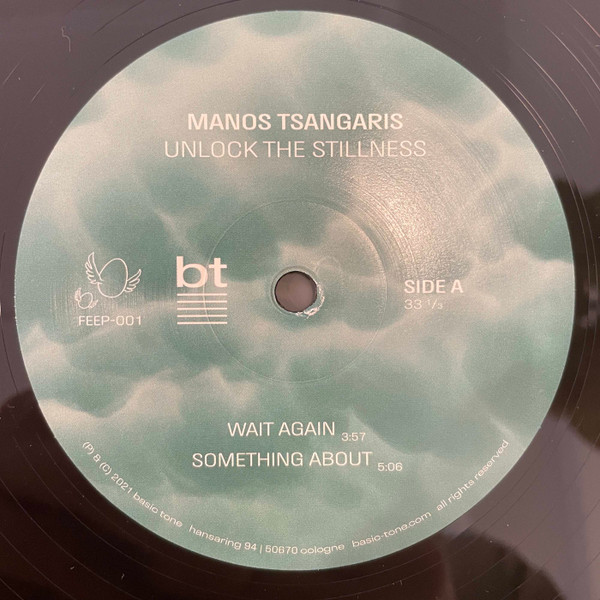 MANOS TSANGARIS
UNLOCK THE STILLNESS
bt
FEEP-001
SIDE A
33 ⅓
WAIT AGAIN 3:57
SOMETHING ABOUT 5:06
(P) & (C) 2021 basic tone hansaring 94 | 50670 cologne basic-tone.com all rights reserved